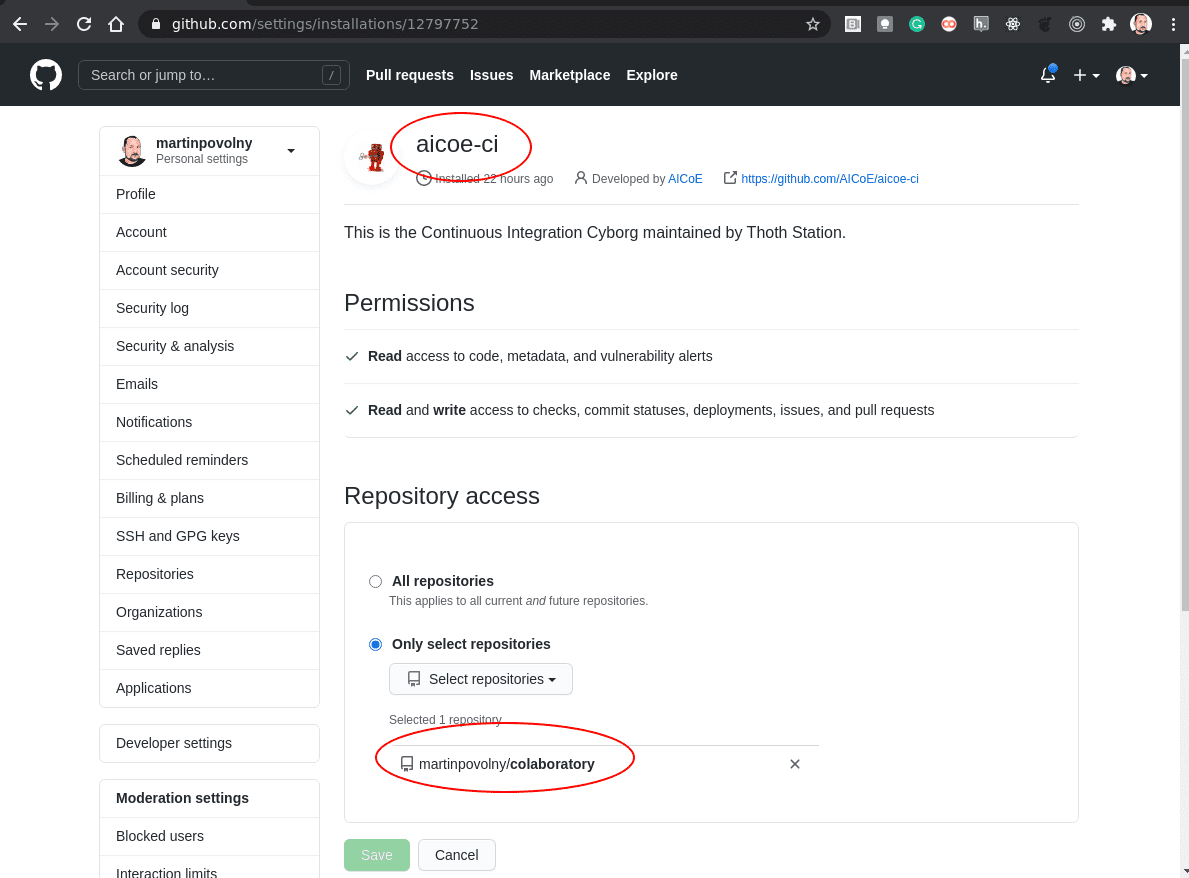 github.com/settings/installations/12797752
Search or jump to… /
Pull requests Issues Marketplace Explore
martinpovolny
Personal settings
Profile
Account
Account security
Security log
Security & analysis
Emails
Notifications
Scheduled reminders
Billing & plans
SSH and GPG keys
Repositories
Organizations
Saved replies
Applications
Developer settings
Moderation settings
Blocked users
Interaction limits
aicoe-ci
Installed 22 hours ago Developed by AICoE https://github.com/AICoE/aicoe-ci
This is the Continuous Integration Cyborg maintained by Thoth Station.
Permissions
Read access to code, metadata, and vulnerability alerts
Read and write access to checks, commit statuses, deployments, issues, and pull requests
Repository access
All repositories
This applies to all current and future repositories.
Only select repositories
Select repositories
Selected 1 repository.
martinpovolny/colaboratory
Save Cancel